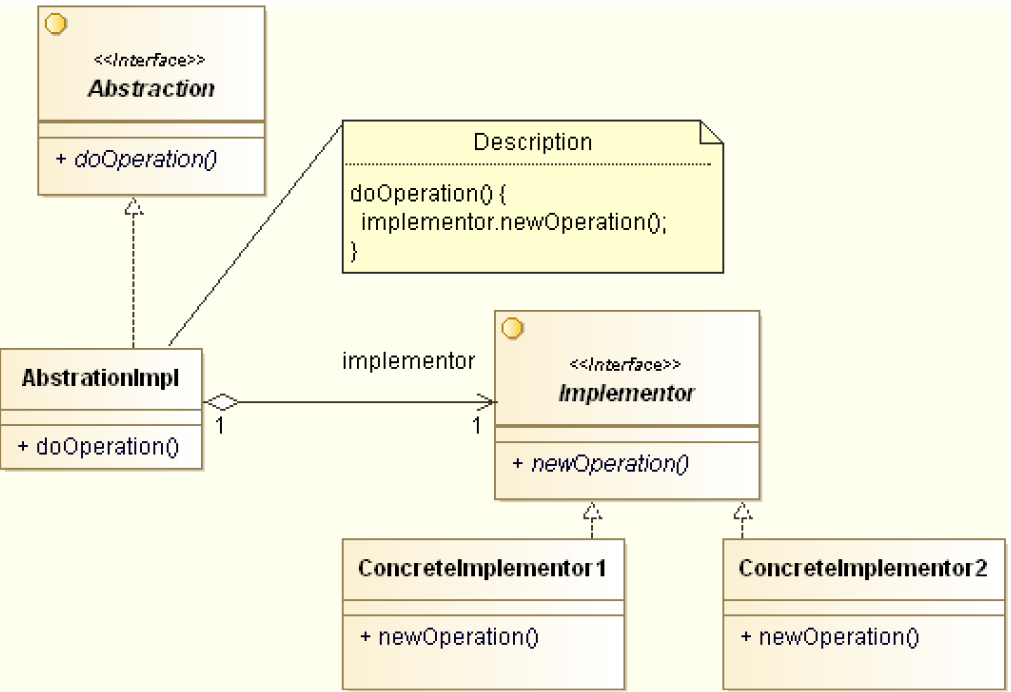 <<Interface>>
Abstraction
+ doOperation()
Description
doOperation() {
implementor.newOperation();
}
AbstrationImpl
+ doOperation()
implementor
1
1
<<Interface>>
Implementor
+ newOperation()
ConcreteImplementor1
+ newOperation()
ConcreteImplementor2
+ newOperation()